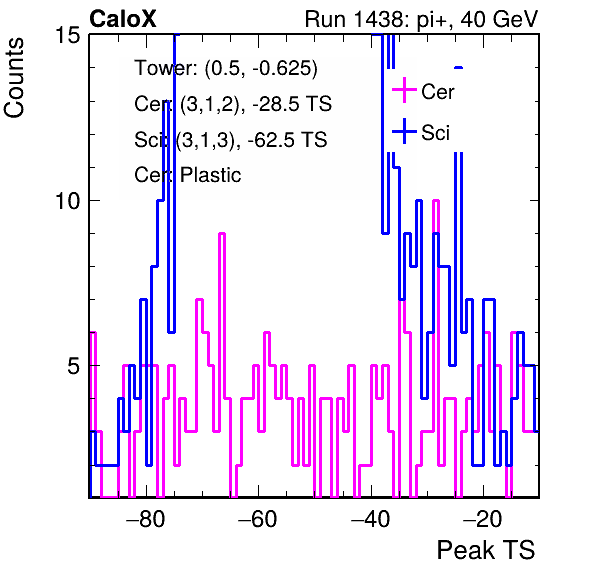 CaloX Run 1438: pi+, 40 GeV
Counts
15
10
5
Tower: (0.5, -0.625)
Cer: (3,1,2), -28.5 TS
Sci: (3,1,3), -62.5 TS
Cer: Plastic
Cer
Sci
−80 −60 −40 −20
Peak TS